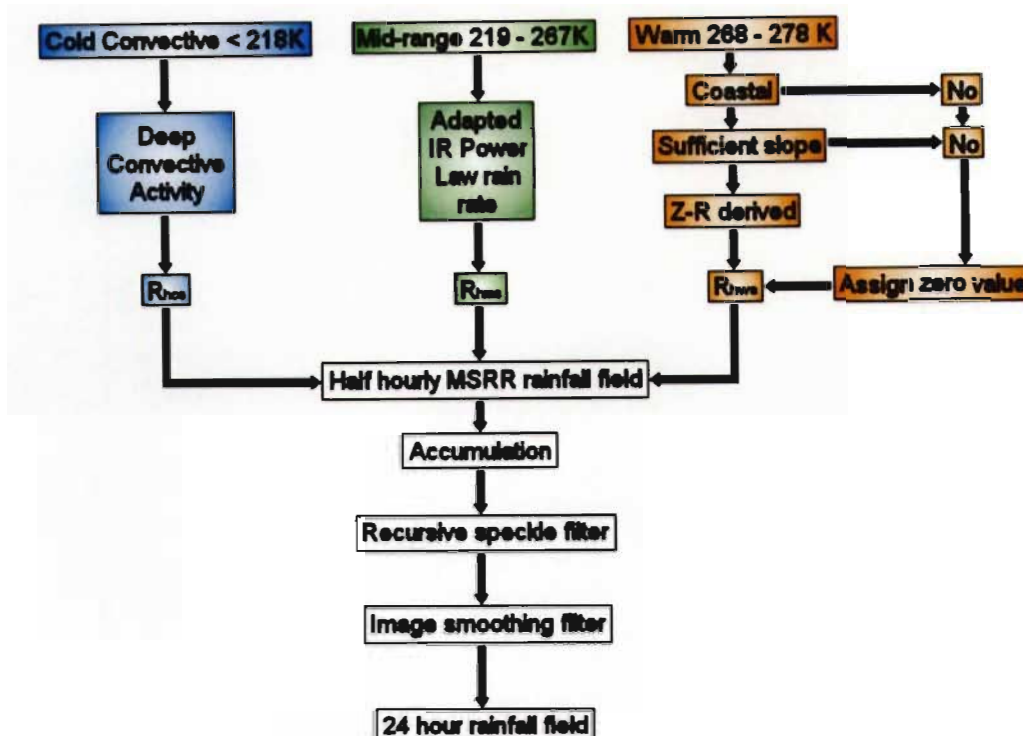 Cold Convective < 218K
Mid-range 219 - 267K
Warm 268 - 278 K
Deep
Convective
Activity
Adapted
IR Power
Law rain
rate
Coastal
No
Sufficient slope
No
Z-R derived
Rhcs
Rhws
Assign zero value
Half hourly MSRR rainfall field
Accumulation
Recursive speckle filter
Image smoothing filter
24 hour rainfall field